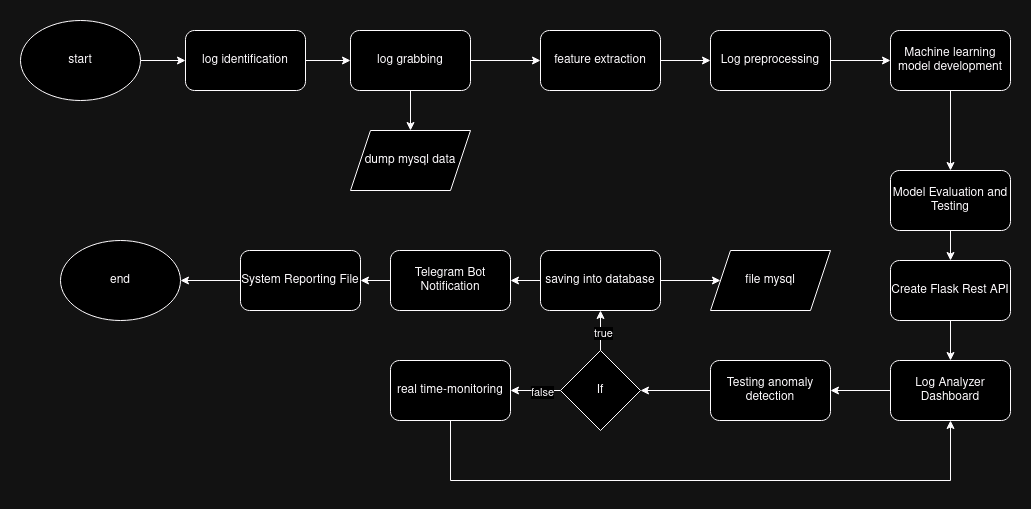 start
log identification
log grabbing
feature extraction
Log preprocessing
Machine learning
model development
dump mysql data
Model Evaluation and
Testing
end
System Reporting File
Telegram Bot
Notification
saving into database
file mysql
Create Flask Rest API
true
real time-monitoring
false
If
Testing anomaly
detection
Log Analyzer
Dashboard